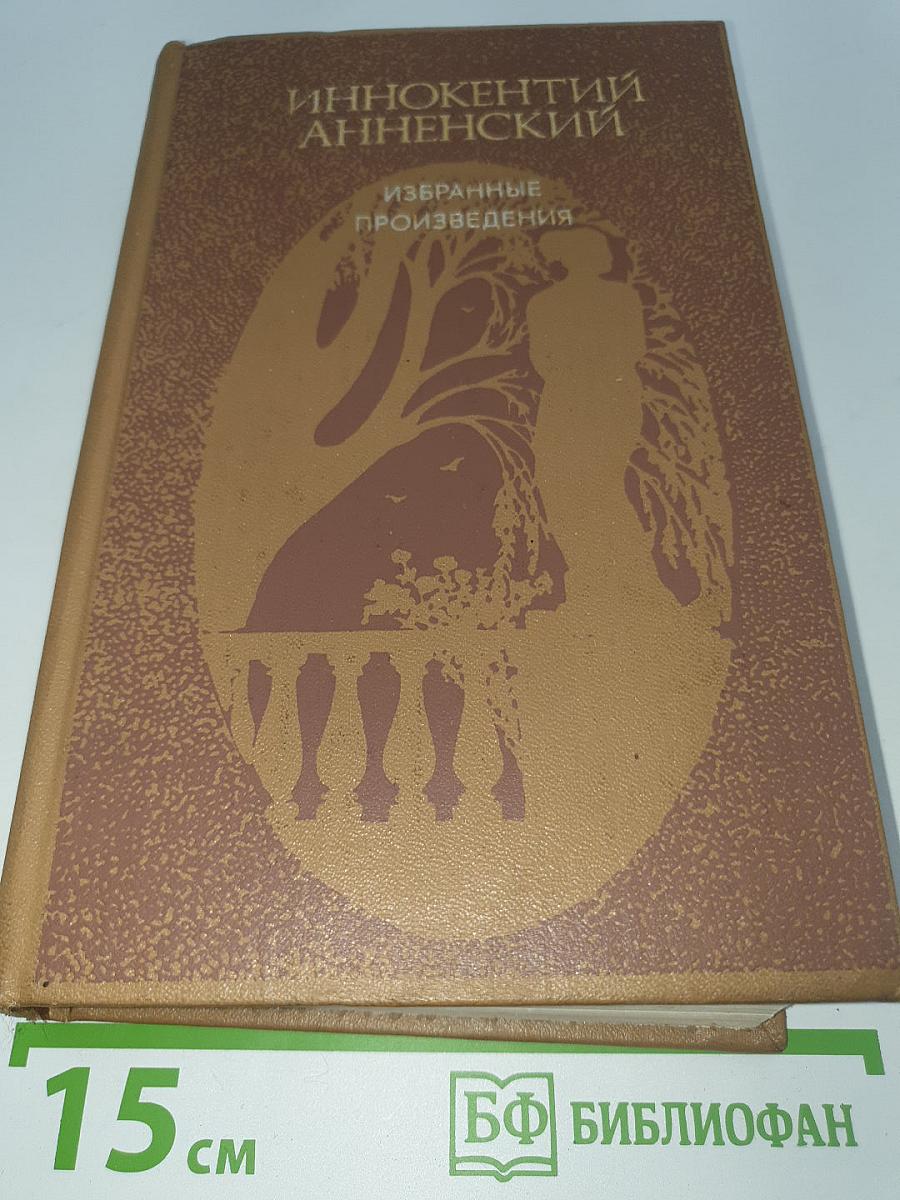 ИННОКЕНТИЙ
АННЕНСКИЙ
ИЗБРАННЫЕ
ПРОИЗВЕДЕНИЯ
15 см
БФ БИБЛИОФАН